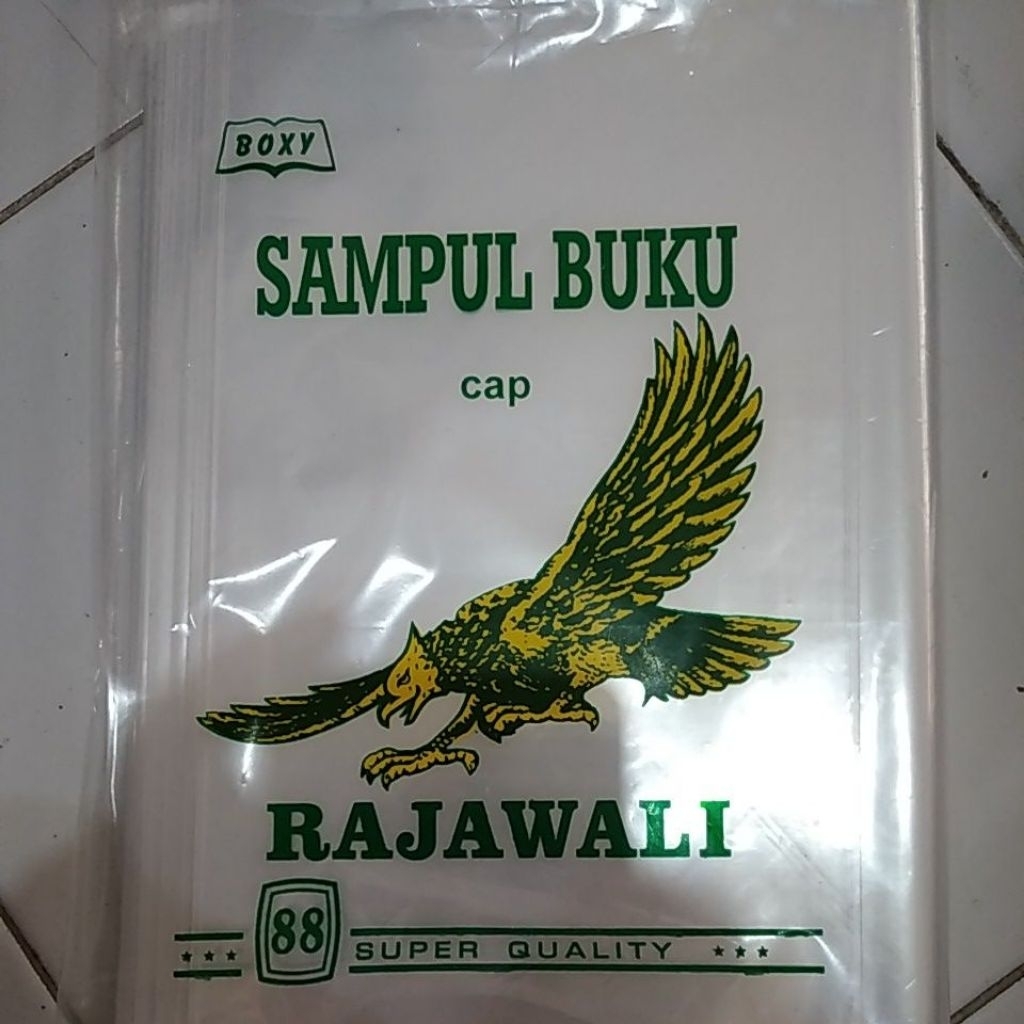 BOXY
SAMPUL BUKU
cap
RAJAWALI
88
SUPER QUALITY